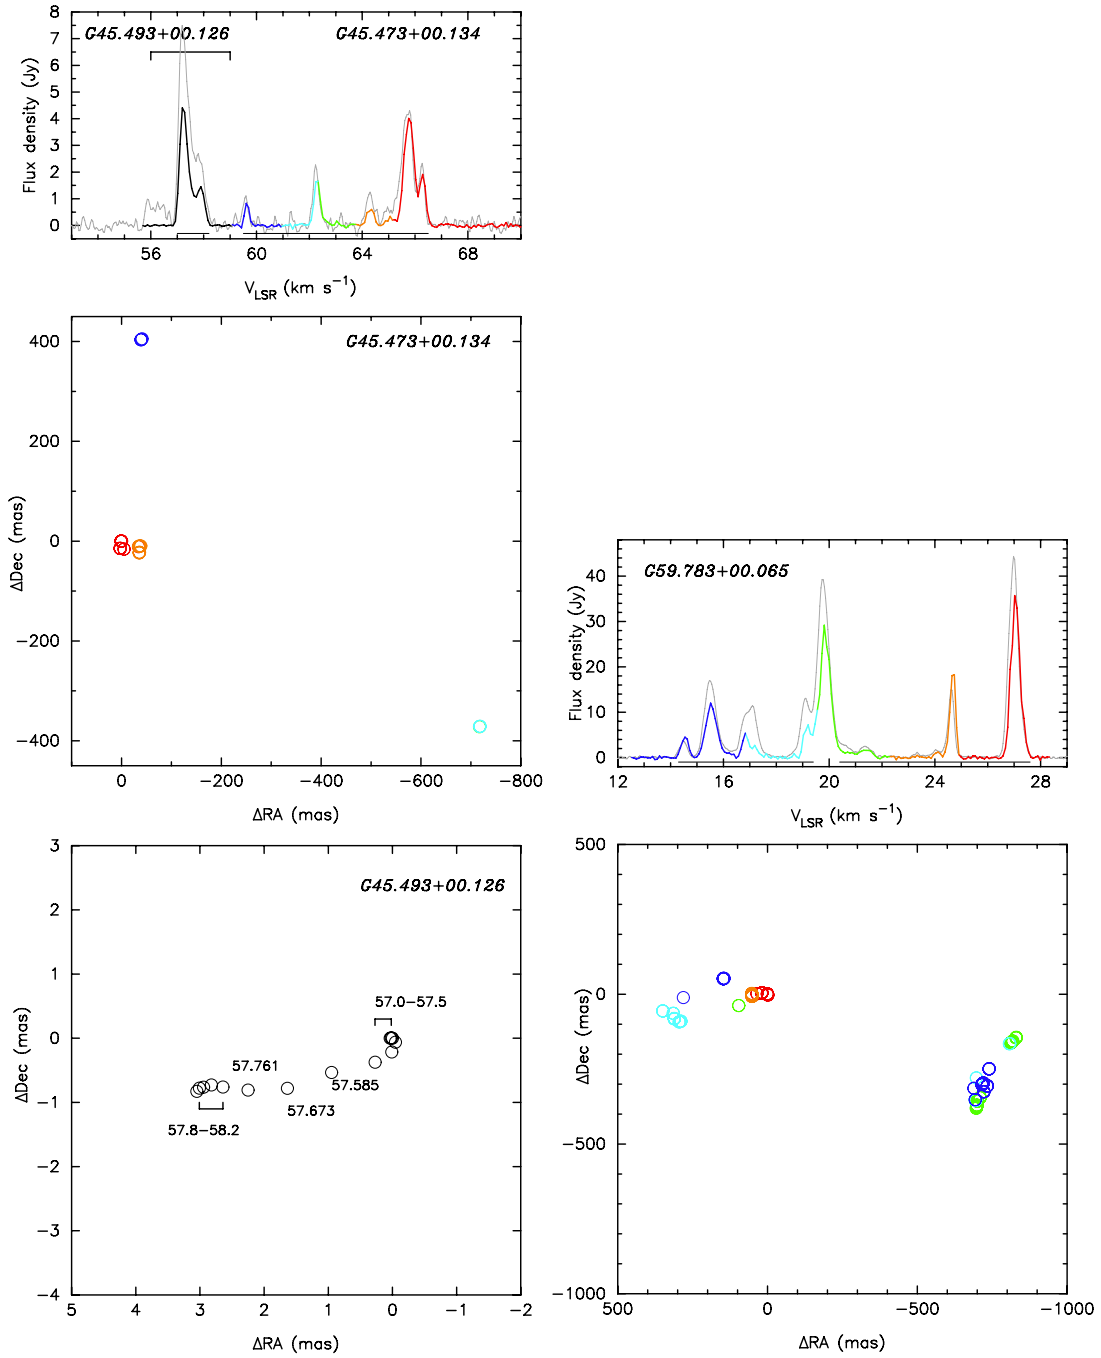 G45.493+00.126 G45.473+00.134
8
7
6
5
4
3
2
1
0
Flux density (Jy)
56 60 64 68
V_LSR (km s⁻¹)
G45.473+00.134
400
200
0
−200
−400
ΔDec (mas)
0 −200 −400 −600 −800
ΔRA (mas)
G59.783+00.065
40
30
20
10
0
Flux density (Jy)
12 16 20 24 28
V_LSR (km s⁻¹)
G45.493+00.126
3
2
1
0
−1
−2
−3
−4
ΔDec (mas)
57.0−57.5
57.761
57.585
57.673
57.8−58.2
5 4 3 2 1 0 −1 −2
ΔRA (mas)
500
0
−500
−1000
ΔDec (mas)
500 0 −500 −1000
ΔRA (mas)